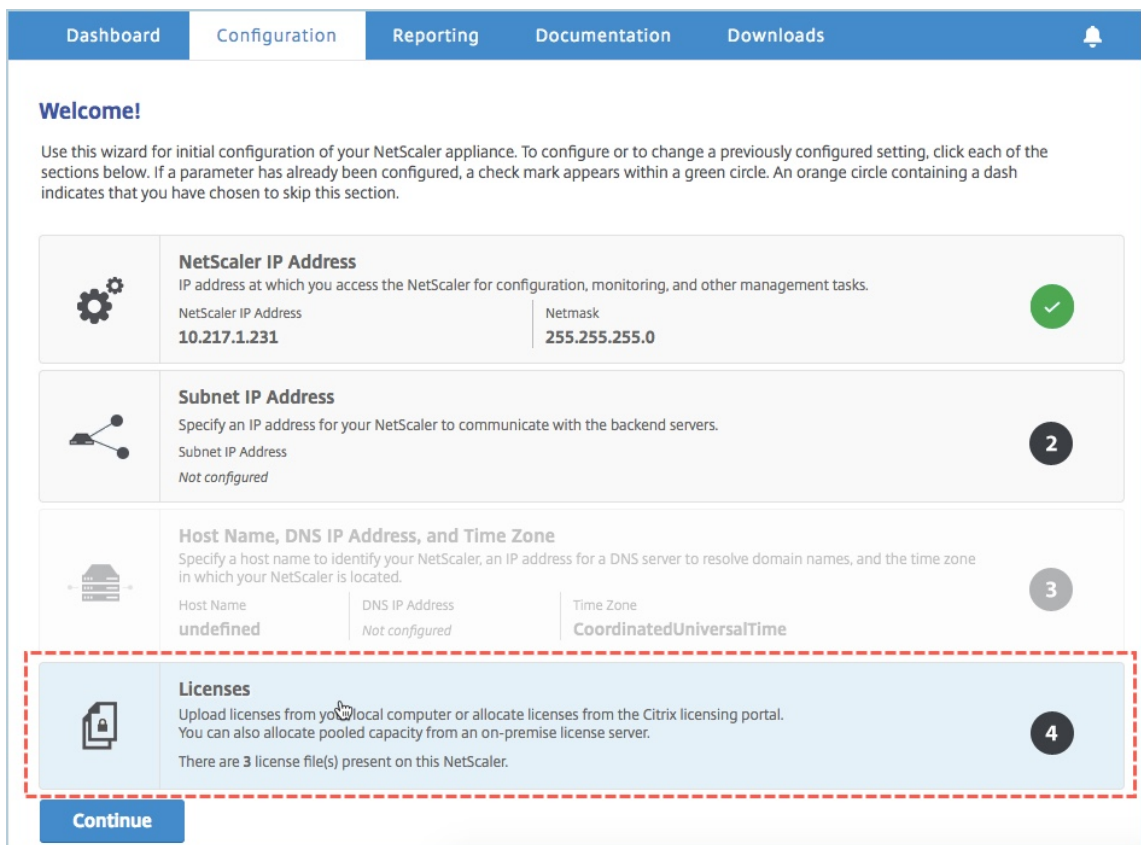 Dashboard Configuration Reporting Documentation Downloads
Welcome!
Use this wizard for initial configuration of your NetScaler appliance. To configure or to change a previously configured setting, click each of the
sections below. If a parameter has already been configured, a check mark appears within a green circle. An orange circle containing a dash
indicates that you have chosen to skip this section.
NetScaler IP Address
IP address at which you access the NetScaler for configuration, monitoring, and other management tasks.
NetScaler IP Address Netmask
10.217.1.231 255.255.255.0
Subnet IP Address
Specify an IP address for your NetScaler to communicate with the backend servers.
Subnet IP Address
Not configured
2
Host Name, DNS IP Address, and Time Zone
Specify a host name to identify your NetScaler, an IP address for a DNS server to resolve domain names, and the time zone
in which your NetScaler is located.
Host Name DNS IP Address Time Zone
undefined Not configured CoordinatedUniversalTime
3
Licenses
Upload licenses from your local computer or allocate licenses from the Citrix licensing portal.
You can also allocate pooled capacity from an on-premise license server.
There are 3 license file(s) present on this NetScaler.
4
Continue